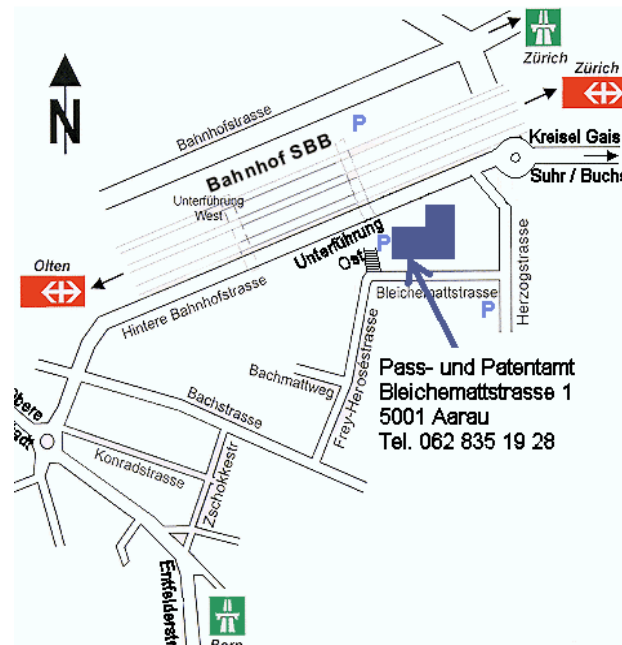 Zürich
Zürich
Bahnhofstrasse
P
N
Bahnhof SBB
Kreisel Gais
Suhr / Buchs
Unterführung
West
Unterführung
Ost
P
Olten
Hintere Bahnhofstrasse
Bleichemattstrasse
Herzogstrasse
P
Pass- und Patentamt
Bleichemattstrasse 1
5001 Aarau
Tel. 062 835 19 28
Bachmattweg
Frey-Heroséstrasse
Bachstrasse
Konradstrasse
Zschokkestr
Entfelderstr
Bern